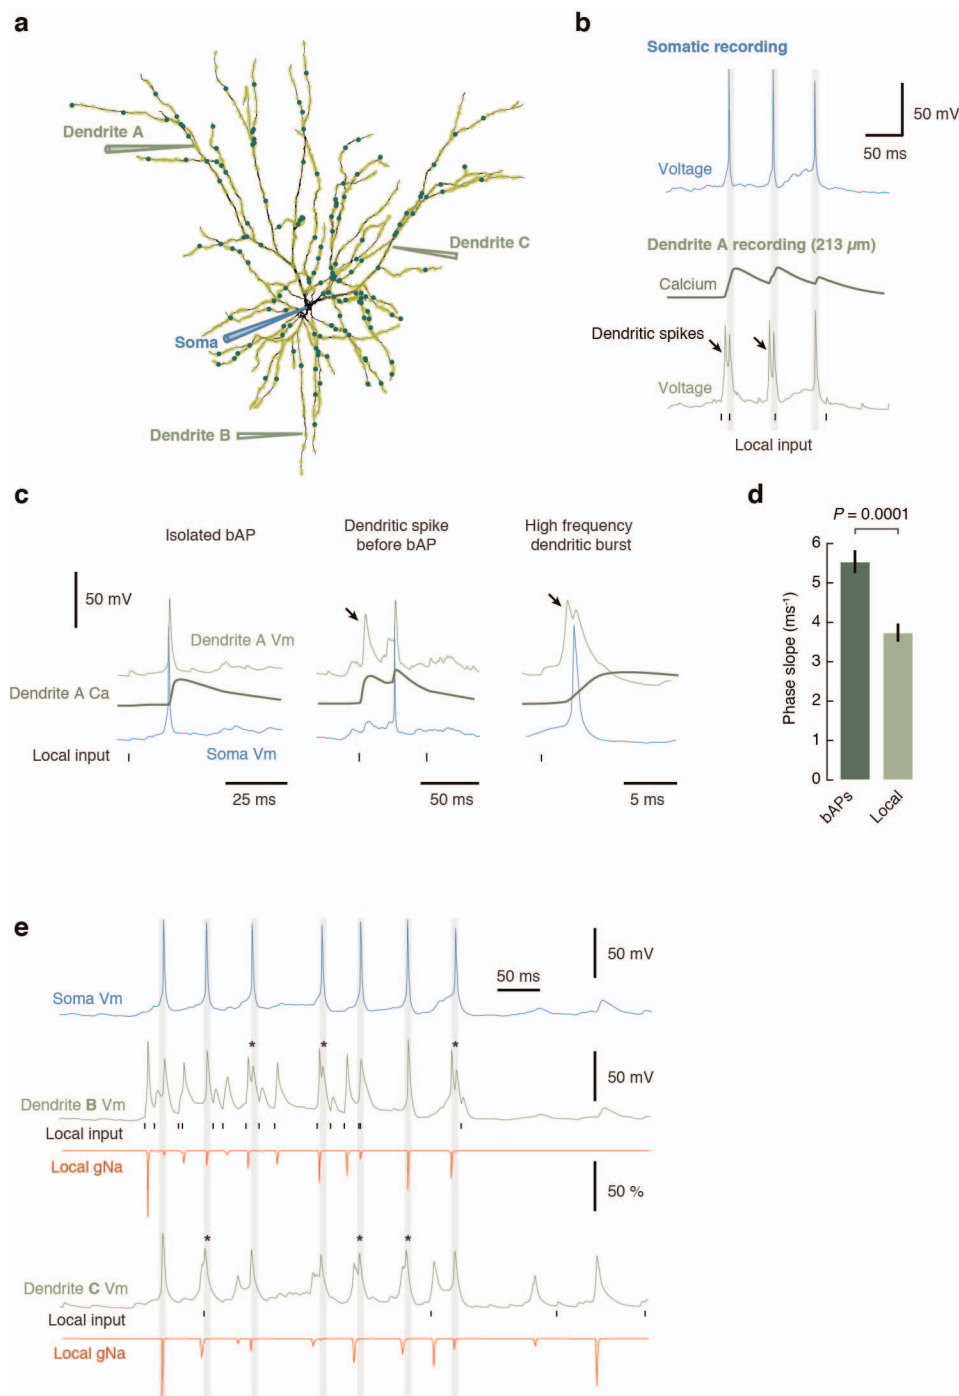 a
Dendrite A
Dendrite C
Soma
Dendrite B
b
Somatic recording
50 mV
50 ms
Voltage
Dendrite A recording (213 µm)
Calcium
Dendritic spikes
Voltage
Local input
c
Isolated bAP
Dendritic spike
before bAP
High frequency
dendritic burst
50 mV
Dendrite A Vm
Dendrite A Ca
Local input
Soma Vm
25 ms
50 ms
5 ms
d
P = 0.0001
6
5
4
3
2
1
0
Phase slope (ms⁻¹)
bAPs
Local
e
50 mV
50 ms
Soma Vm
* * *
50 mV
Dendrite B Vm
Local input
Local gNa
50 %
* * *
Dendrite C Vm
Local input
Local gNa